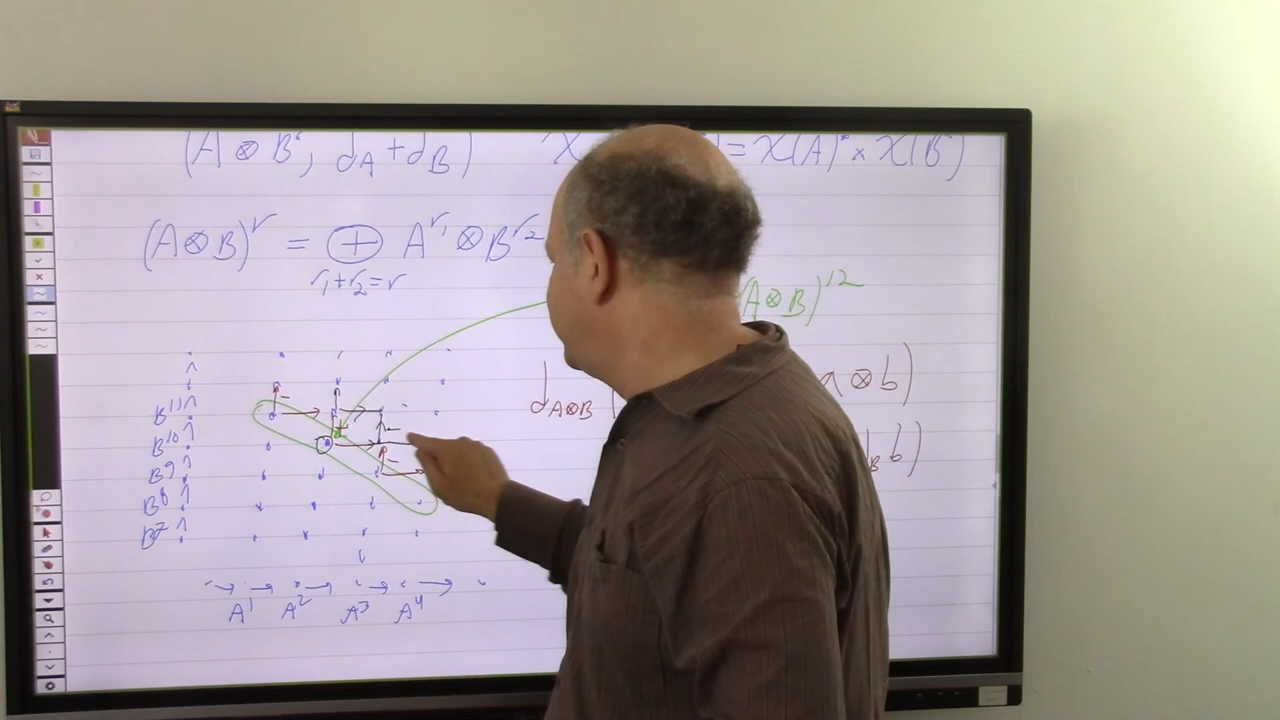 (A ⊗ B, d_A + d_B) X = X(A) × X(B)
(A⊗B)^r = ⊕ A^{r_1} ⊗ B^{r_2}
r_1+r_2=r
(A⊗B)^{12}
d_{A⊗B} ( a ⊗ b)
b)
B^{11}
B^{10}
B^9
B^8
B^7
A^1 A^2 A^3 A^4